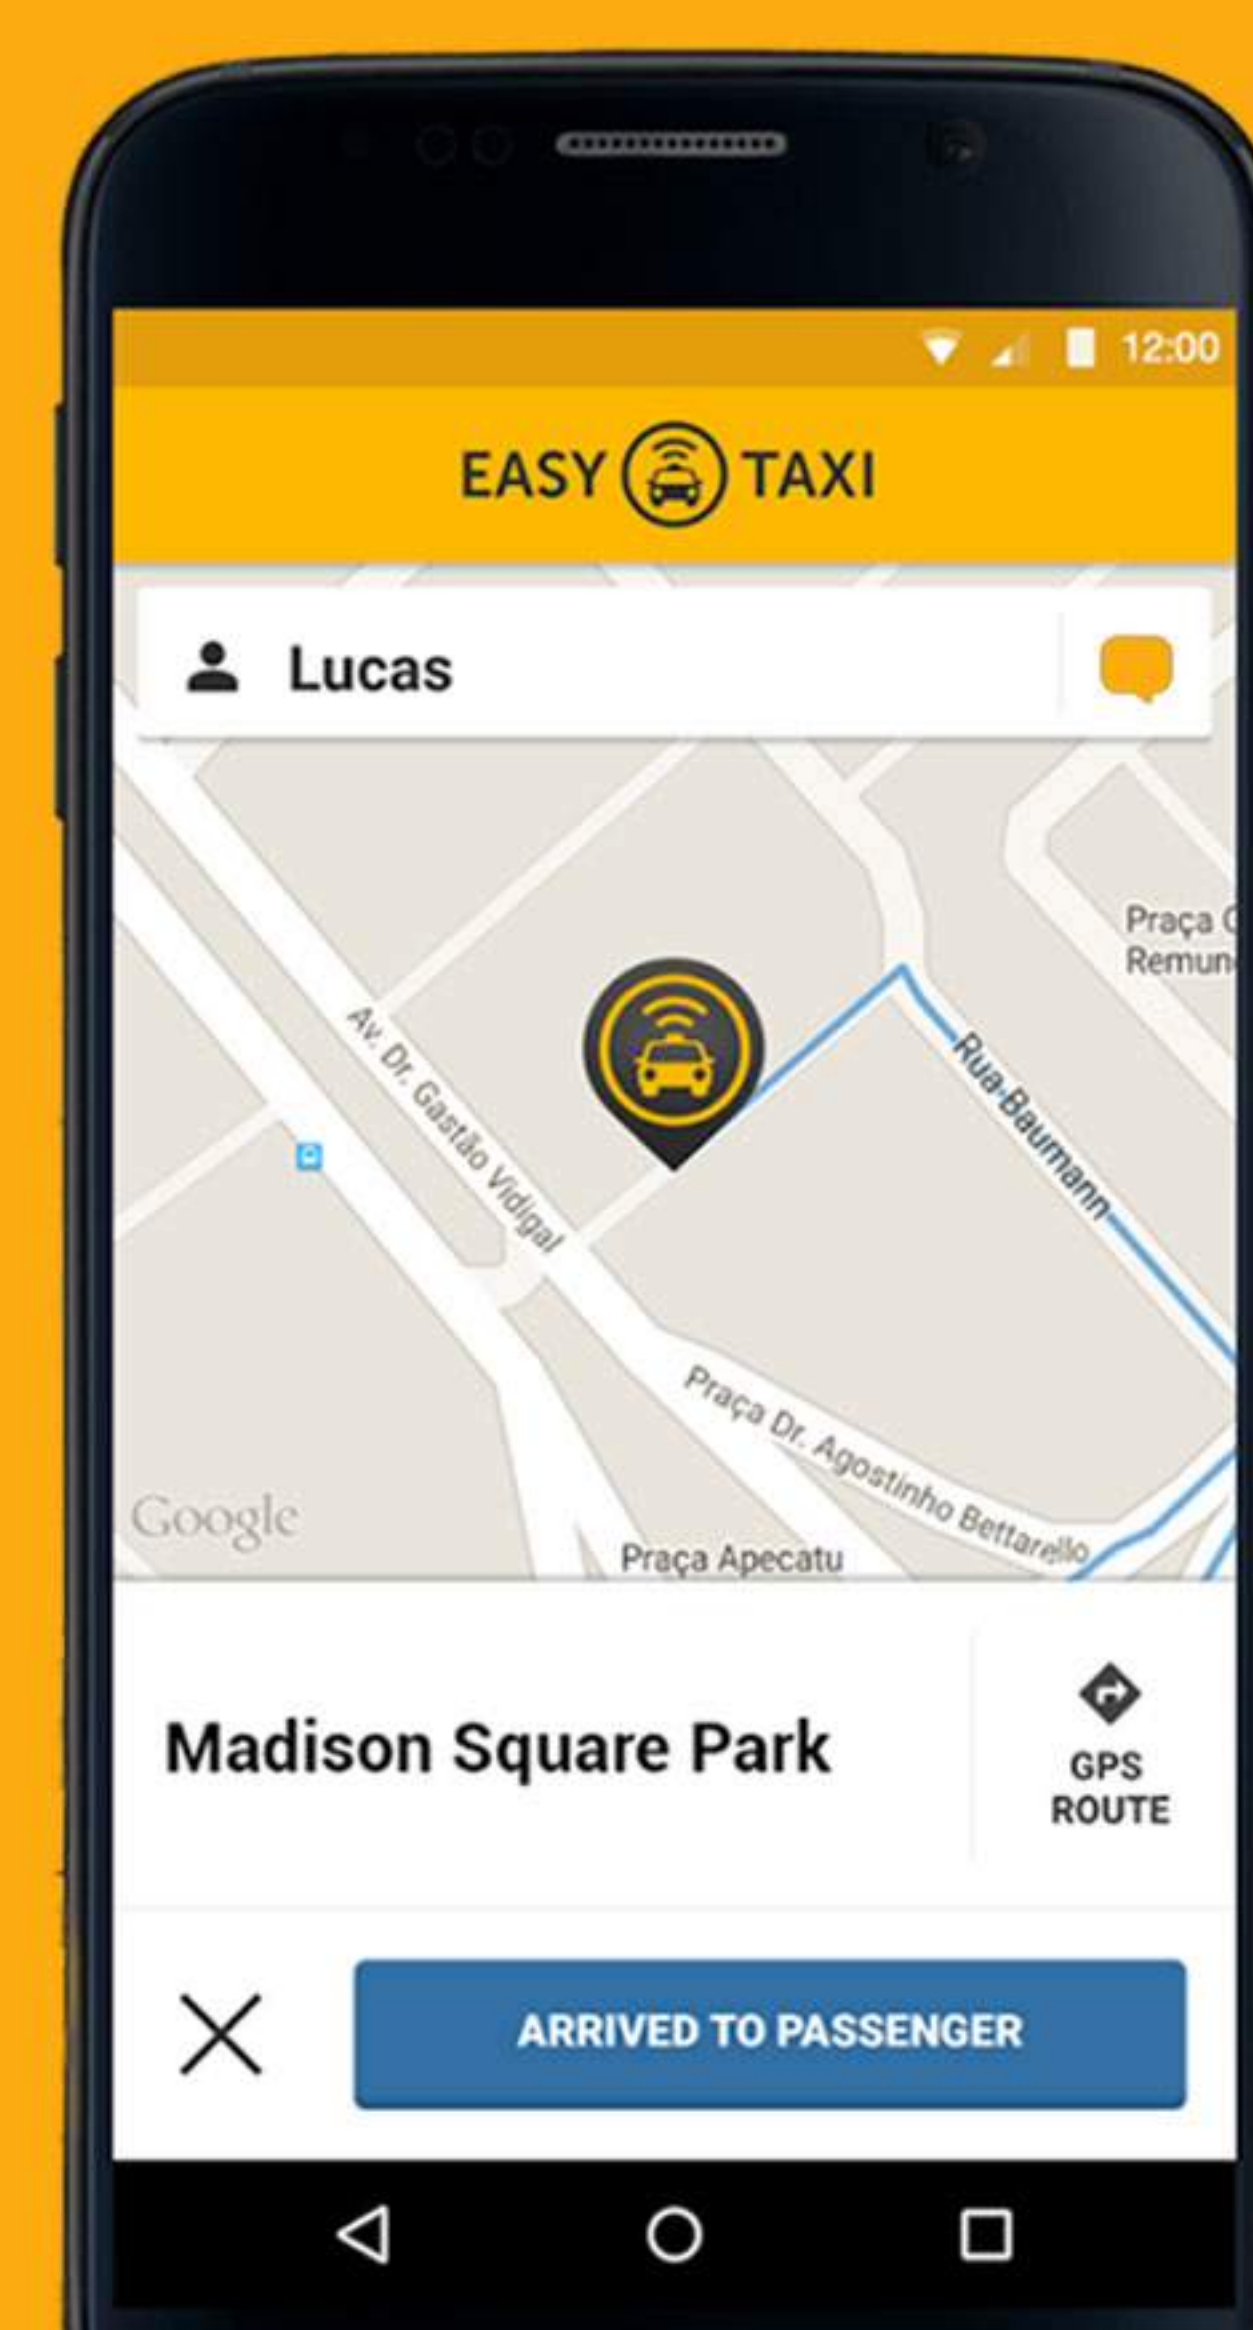 12:00
EASY TAXI
Lucas
Praça
Av. Dr. Gastão Vidigal
Rua Baumann
Praça Dr. Agostinho Bettarello
Google
Praça Apecatu
Madison Square Park
GPS
ROUTE
ARRIVED TO PASSENGER